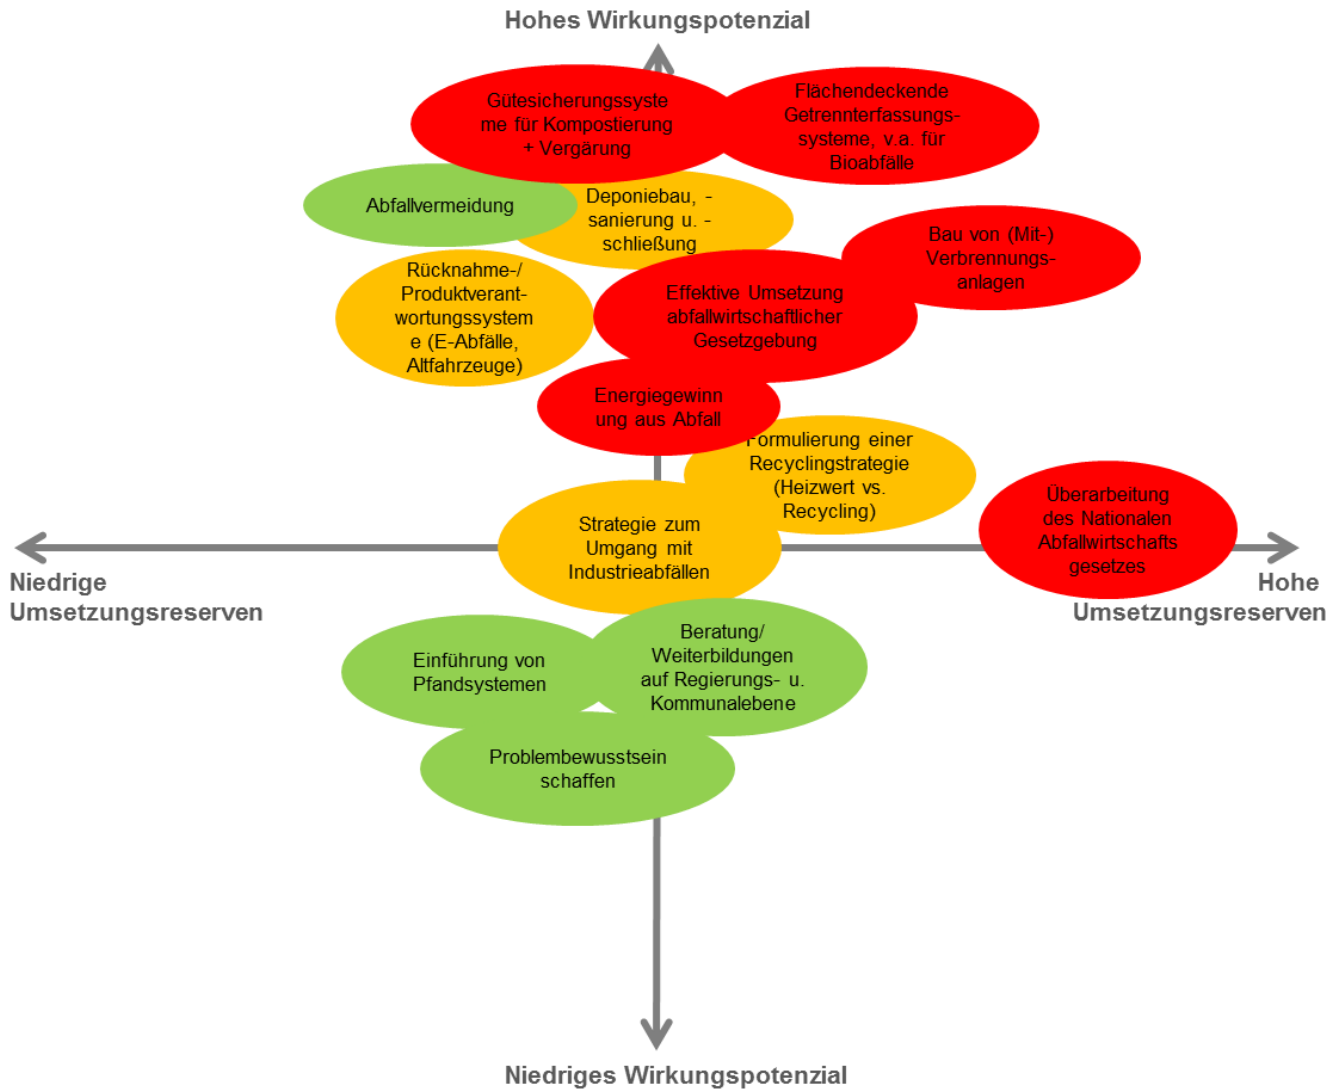 Hohes Wirkungspotenzial
Gütesicherungssyste
me für Kompostierung
+ Vergärung
Flächendeckende
Getrennterfassungs-
systeme, v.a. für
Bioabfälle
Abfallvermeidung
Deponiebau, -
sanierung u. -
schließung
Bau von (Mit-)
Verbrennungs-
anlagen
Rücknahme-/
Produktverant-
wortungssystem
e (E-Abfälle,
Altfahrzeuge)
Effektive Umsetzung
abfallwirtschaftlicher
Gesetzgebung
Energiegewinn
ung aus Abfall
Formulierung einer
Recyclingstrategie
(Heizwert vs.
Recycling)
Überarbeitung
des Nationalen
Abfallwirtschafts
gesetzes
Strategie zum
Umgang mit
Industrieabfällen
Niedrige
Umsetzungsreserven
Hohe
Umsetzungsreserven
Einführung von
Pfandsystemen
Beratung/
Weiterbildungen
auf Regierungs- u.
Kommunalebene
Problembewusstsein
schaffen
Niedriges Wirkungspotenzial